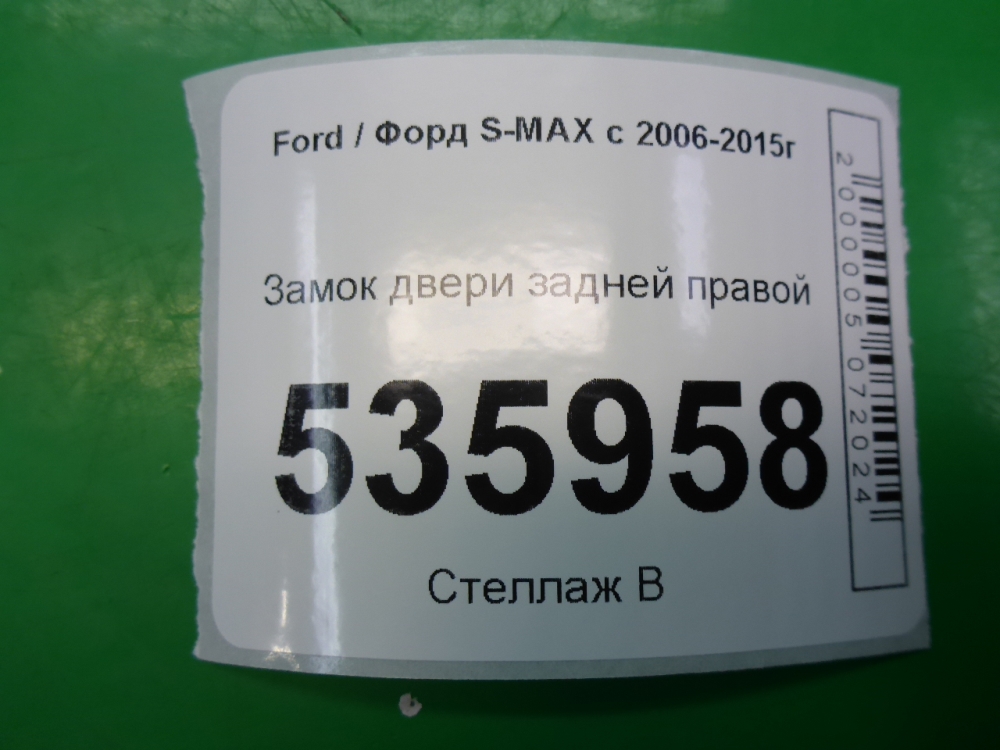 Ford / Форд S-MAX с 2006-2015г
Замок двери задней правой
535958
Стеллаж В
2000005072024